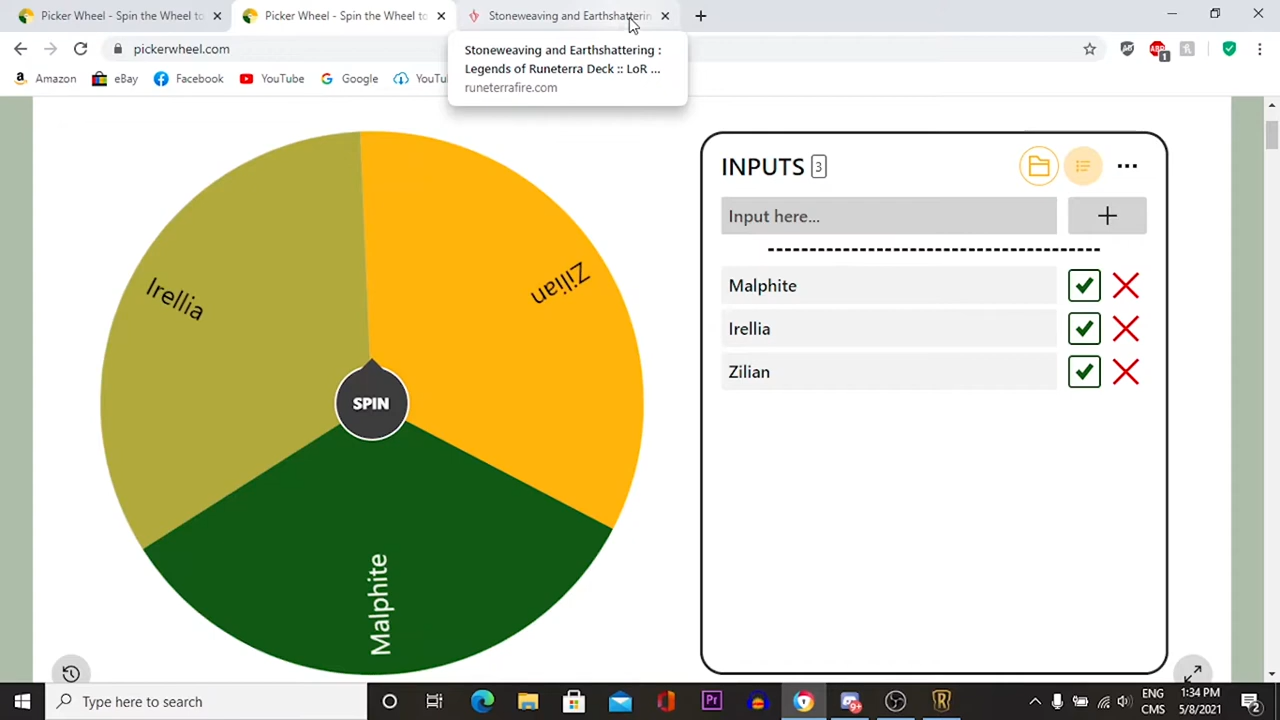 Picker Wheel - Spin the Wheel to
Picker Wheel - Spin the Wheel to
Stoneweaving and Earthshattering
pickerwheel.com
Stoneweaving and Earthshattering :
Legends of Runeterra Deck :: LoR ...
runeterrafire.com
Amazon
eBay
Facebook
YouTube
Google
YouTu
Irellia
Zilian
SPIN
Malphite
INPUTS 3
Input here...
Malphite
Irellia
Zilian
Type here to search
ENG
CMS
1:34 PM
5/8/2021